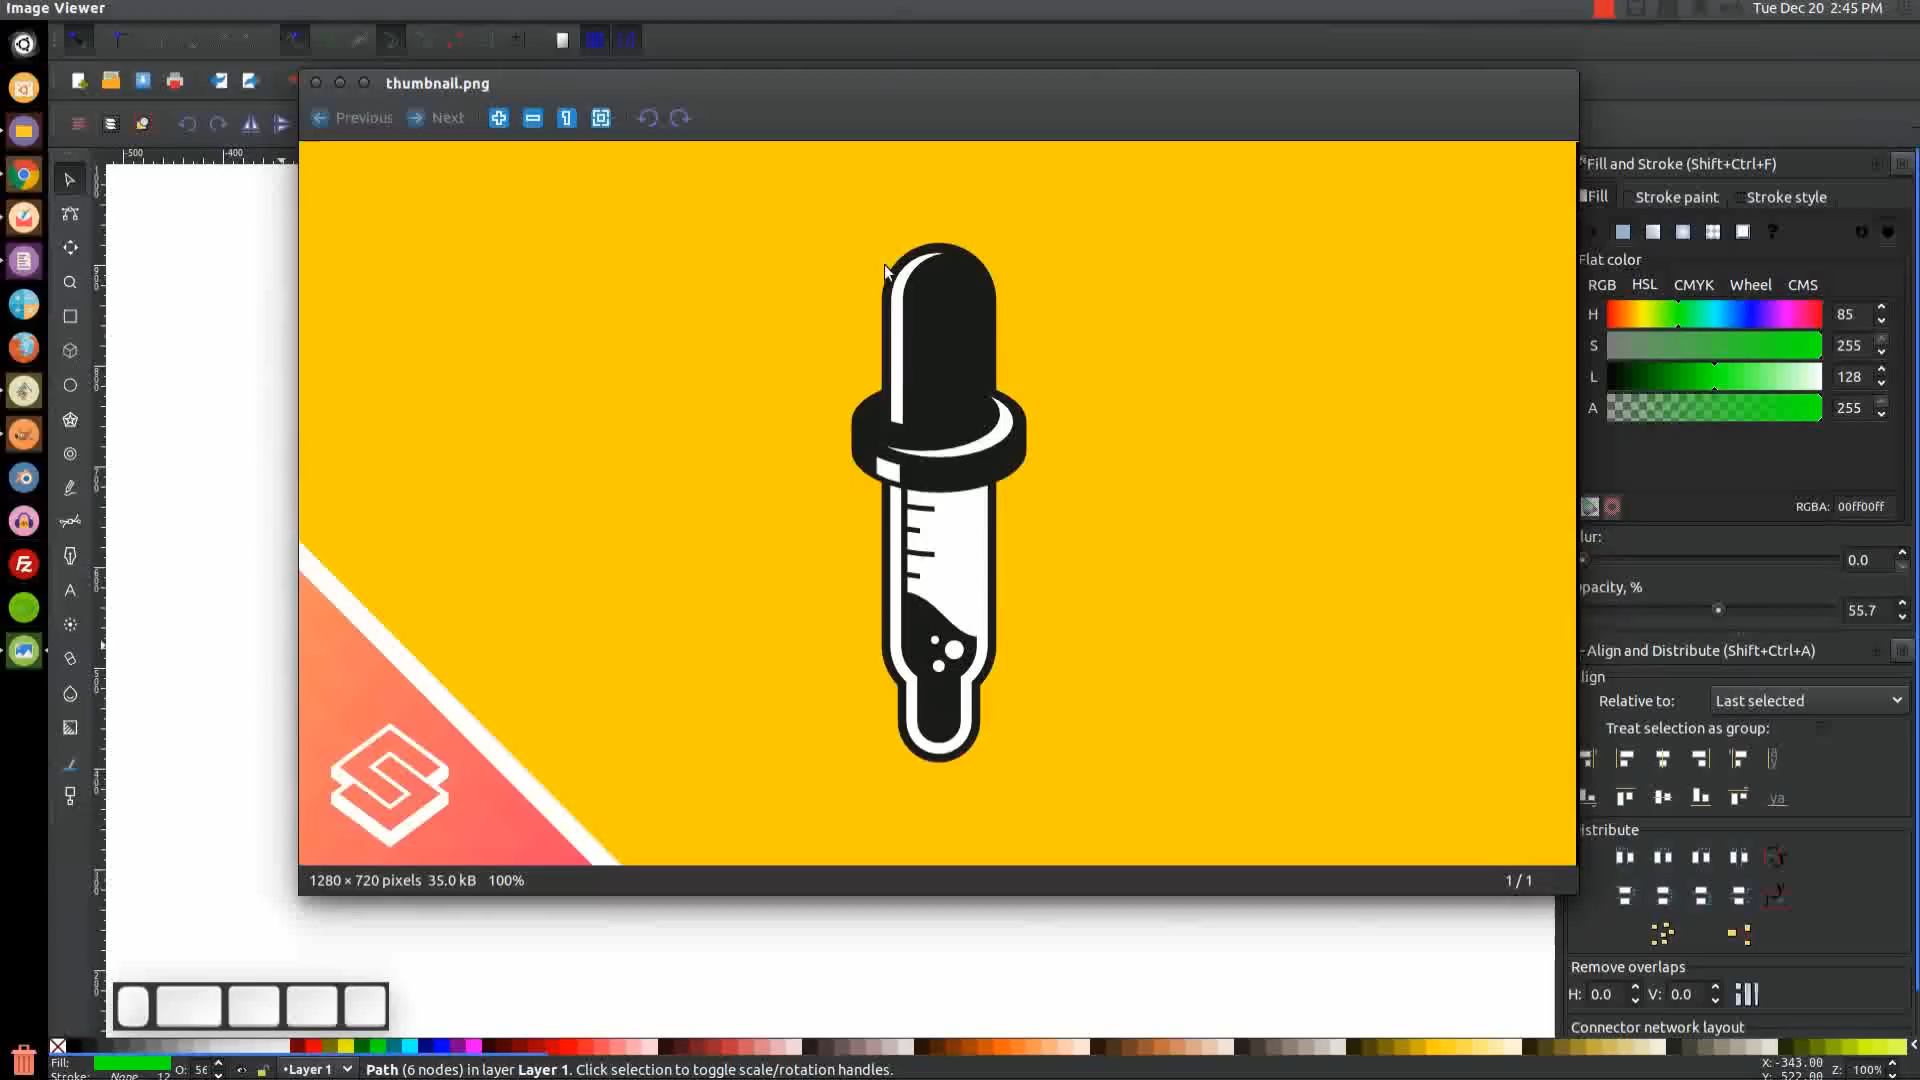 Image Viewer
Tue Dec 20 2:45 PM
thumbnall.png
Previous Next
-500 -400
Fill and Stroke (Shift+Ctrl+F)
Fill Stroke paint Stroke style
?
Flat color
RGB HSL CMYK Wheel CMS
H 85
S 255
L 128
A 255
RGBA: 00ff00ff
lur:
0.0
pacity, %
55.7
Align and Distribute (Shift+Ctrl+A)
lign
Relative to: Last selected
Treat selection as group:
istribute
Remove overlaps
H: 0.0 V: 0.0
Connector network layout
1280 × 720 pixels 35.0 kB 100%
1 / 1
Fill:
Stroke: None 12
O: 56
Layer 1
Path (6 nodes) in layer Layer 1. Click selection to toggle scale/rotation handles.
X: -343.00
Y: 522.00
Z: 100%